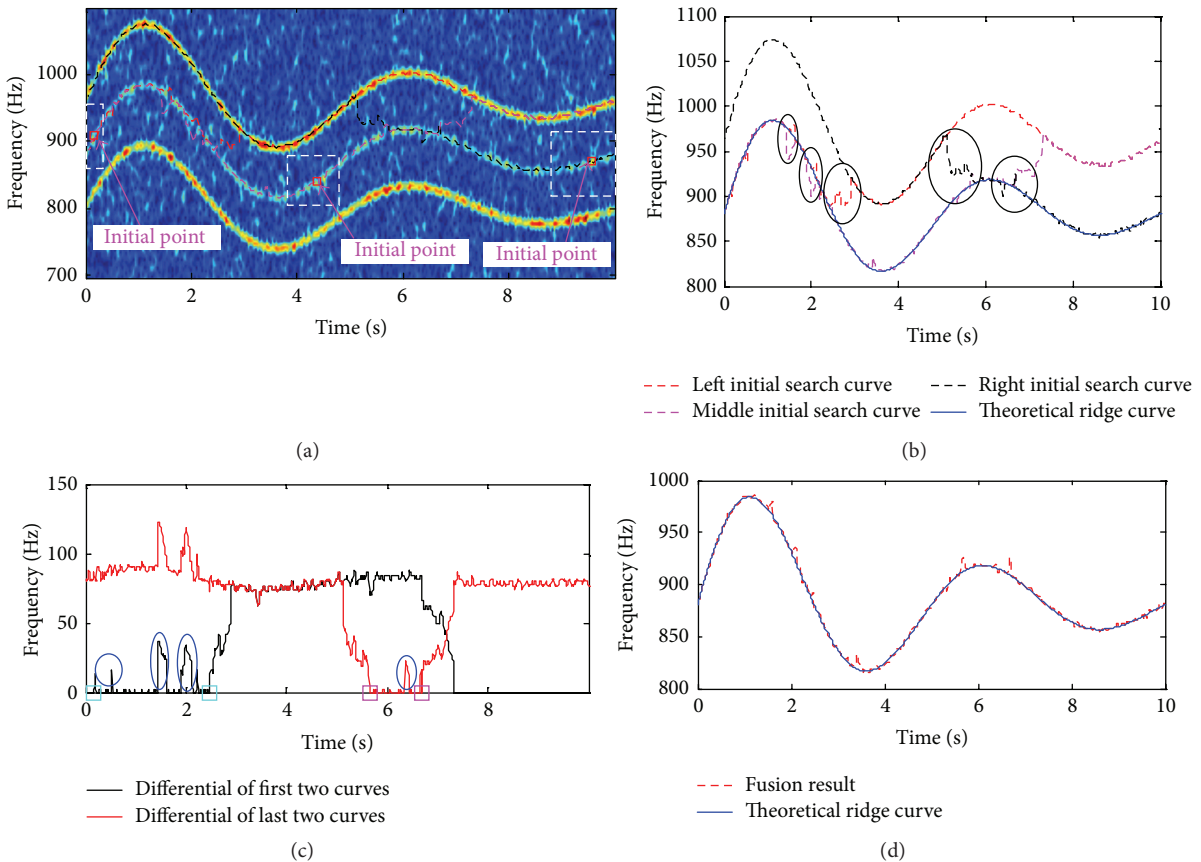 1000
900
800
700
Frequency (Hz)
Initial point
Initial point
Initial point
0
2
4
6
8
Time (s)
(a)
1100
1050
1000
950
900
850
800
Frequency (Hz)
0
2
4
6
8
10
Time (s)
Left initial search curve
Right initial search curve
Middle initial search curve
Theoretical ridge curve
(b)
150
100
50
0
Frequency (Hz)
0
2
4
6
8
Time (s)
Differential of first two curves
Differential of last two curves
(c)
1000
950
900
850
800
Frequency (Hz)
0
2
4
6
8
10
Time (s)
Fusion result
Theoretical ridge curve
(d)